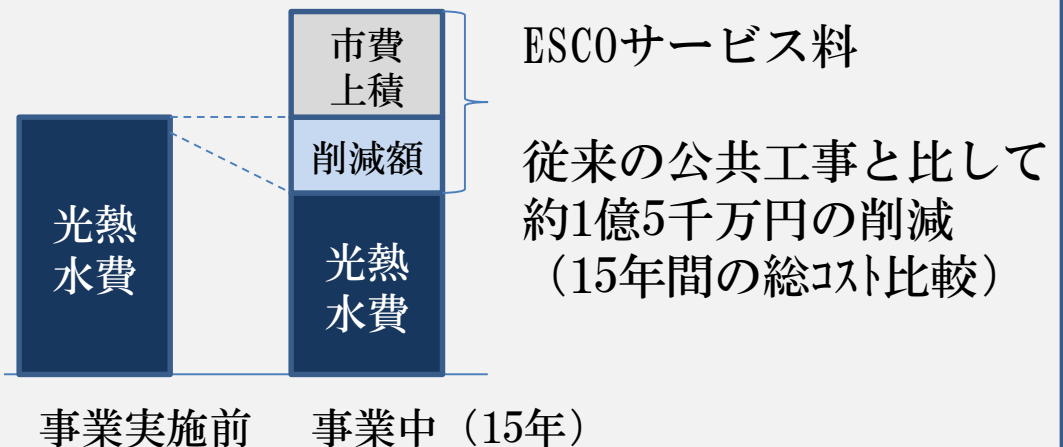 市費
上積
削減額
光熱
水費
光熱
水費
ESCOサービス料
従来の公共工事と比して
約1億5千万円の削減
（15年間の総ｺｽﾄ比較）
事業実施前
事業中（15年）